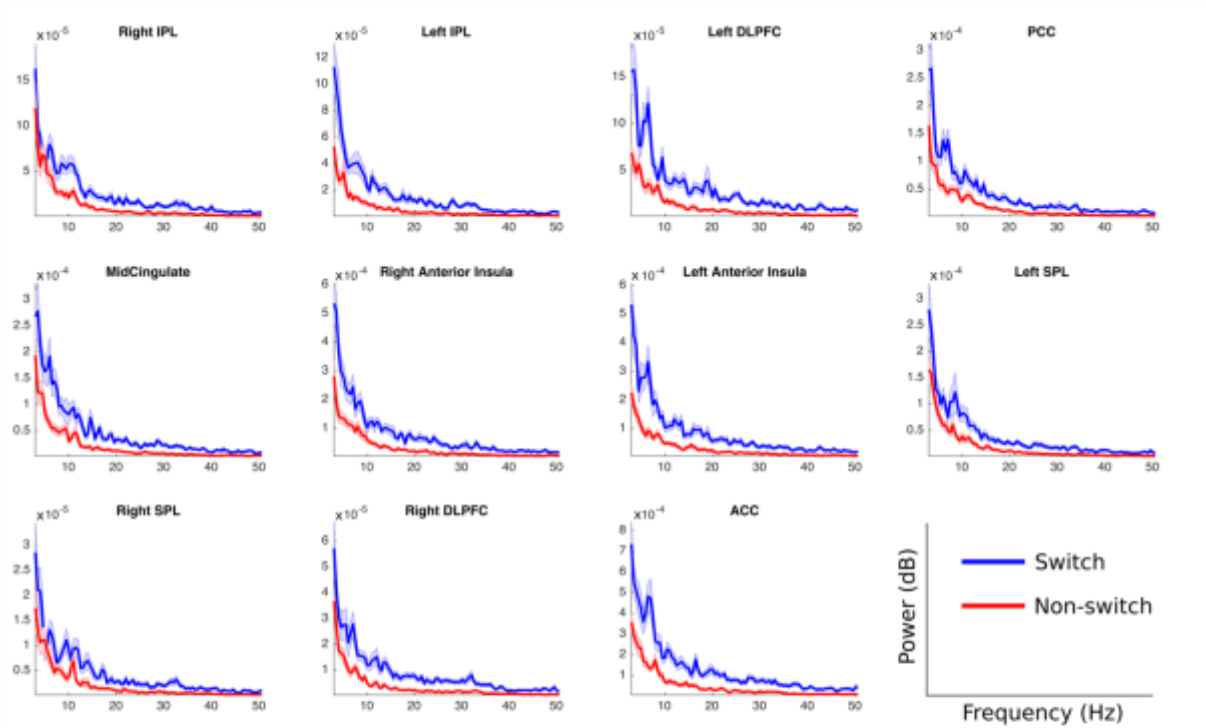 Right IPL
x10-5
15
10
5
10 20 30 40 50
Left IPL
x10-5
12
10
8
6
4
2
10 20 30 40 50
Left DLPFC
x10-5
15
10
5
10 20 30 40 50
PCC
x10-4
3
2.5
2
1.5
1
0.5
10 20 30 40 50
MidCingulate
x10-4
3
2.5
2
1.5
1
0.5
10 20 30 40 50
Right Anterior Insula
x10-4
6
5
4
3
2
1
10 20 30 40 50
Left Anterior Insula
x10-4
6
5
4
3
2
1
10 20 30 40 50
Left SPL
x10-4
3
2.5
2
1.5
1
0.5
10 20 30 40 50
Right SPL
x10-5
3
2.5
2
1.5
1
0.5
10 20 30 40 50
Right DLPFC
x10-5
6
5
4
3
2
1
10 20 30 40 50
ACC
x10-4
8
7
6
5
4
3
2
1
10 20 30 40 50
Power (dB)
Switch
Non-switch
Frequency (Hz)